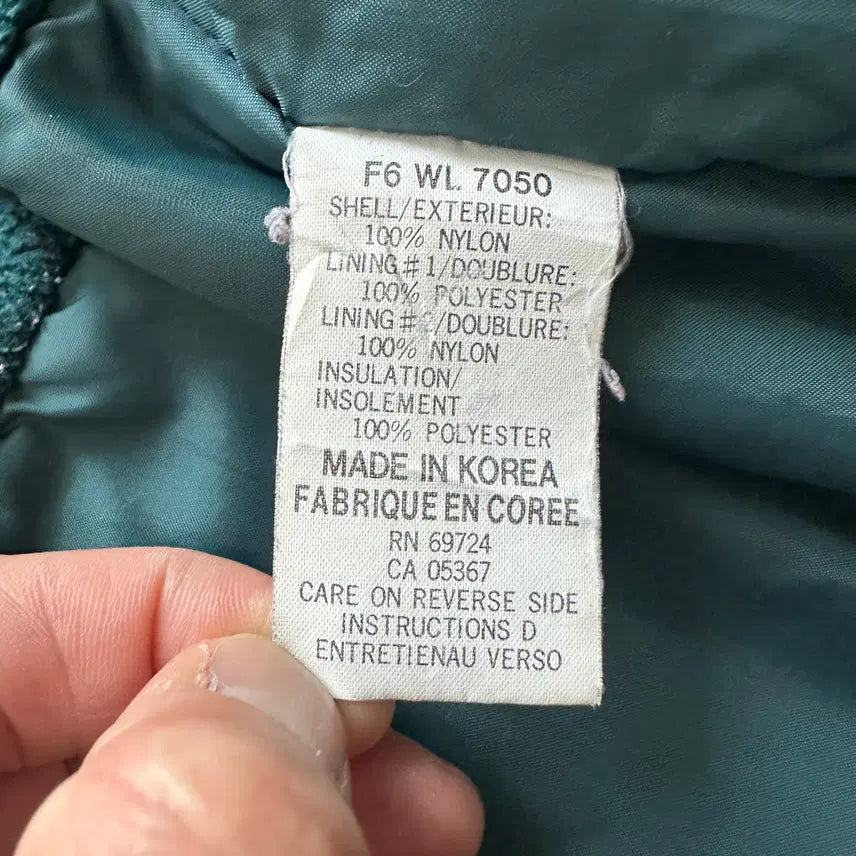 F6 WL 7050
SHELL/EXTERIEUR:
100% NYLON
LINING #1/DOUBLURE:
100% POLYESTER
LINING #2/DOUBLURE:
100% NYLON
INSULATION/
INSOLEMENT
100% POLYESTER
MADE IN KOREA
FABRIQUE EN COREE
RN 69724
CA 05367
CARE ON REVERSE SIDE
INSTRUCTIONS D
ENTRETIENAU VERSO